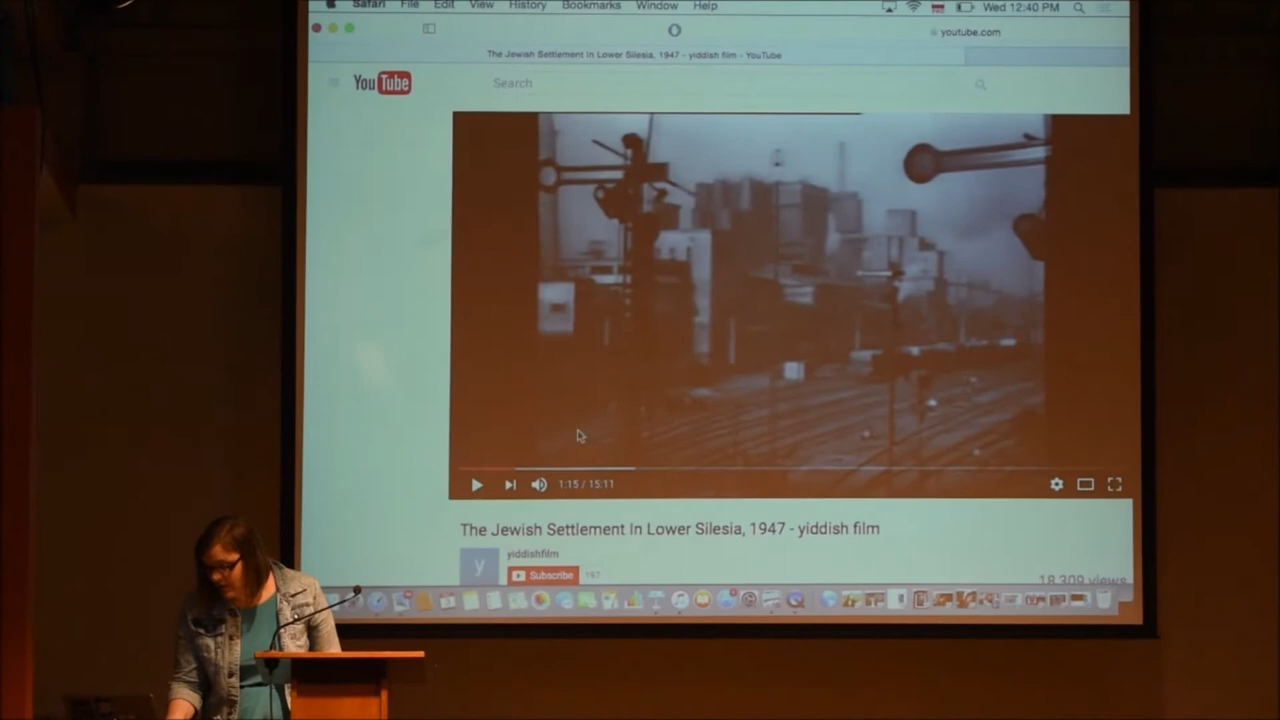 Safari File Edit View History Bookmarks Window Help Wed 12:40 PM
youtube.com
The Jewish Settlement In Lower Silesia, 1947 - yiddish film - YouTube
YouTube Search
1:15 / 15:11
The Jewish Settlement In Lower Silesia, 1947 - yiddish film
y yiddishfilm
Subscribe 197
18,309 views